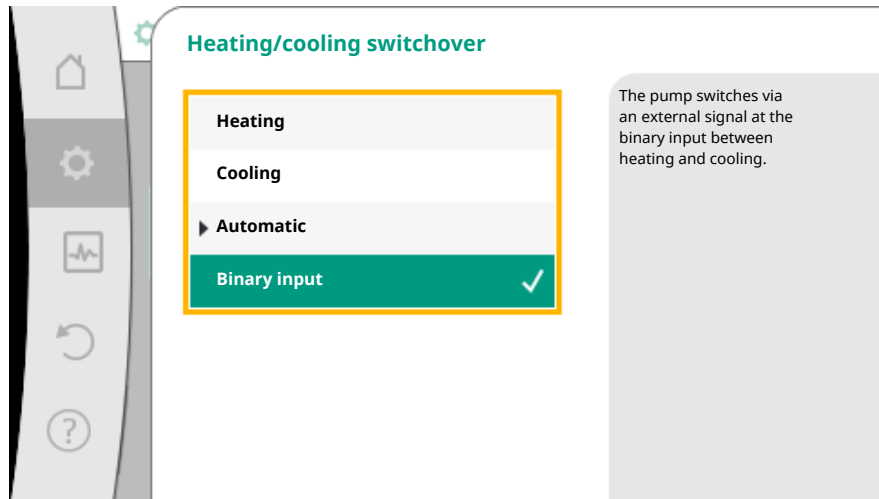 Heating/cooling switchover
Heating
Cooling
Automatic
Binary input
The pump switches via
an external signal at the
binary input between
heating and cooling.
?